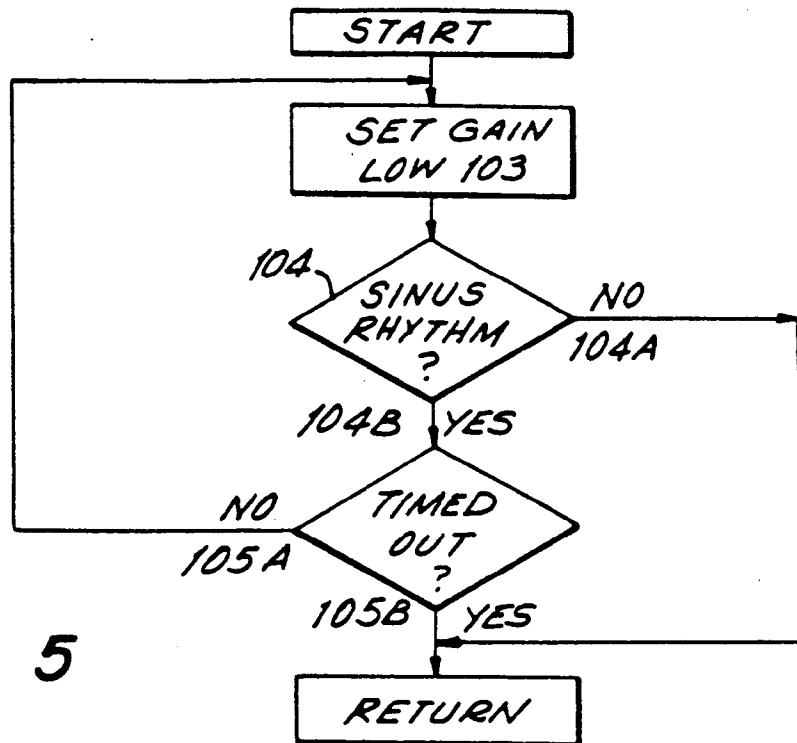 START
SET GAIN
LOW 103
104
SINUS
RHYTHM
?
NO
104A
104B YES
TIMED
OUT
?
NO
105A
105B YES
5
RETURN